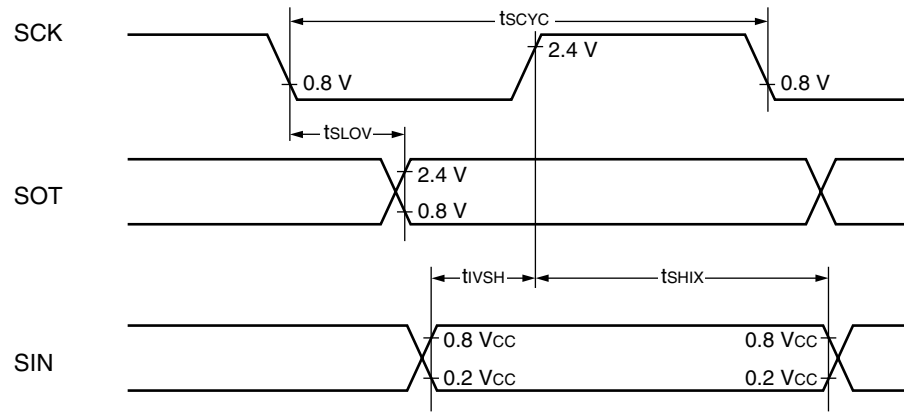 tSCYC
SCK
2.4 V
0.8 V
0.8 V
tSLOV
SOT
2.4 V
0.8 V
tIVSH
tSHIX
SIN
0.8 VCC
0.8 VCC
0.2 VCC
0.2 VCC